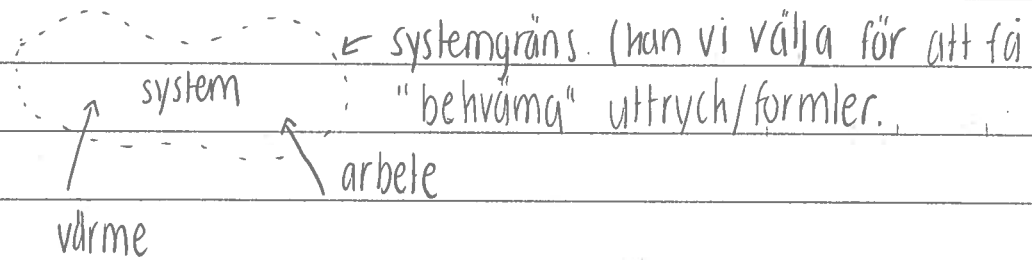 systemgräns. (kan vi välja för att få
system
"bekväma" uttryck/formler.
arbete
värme